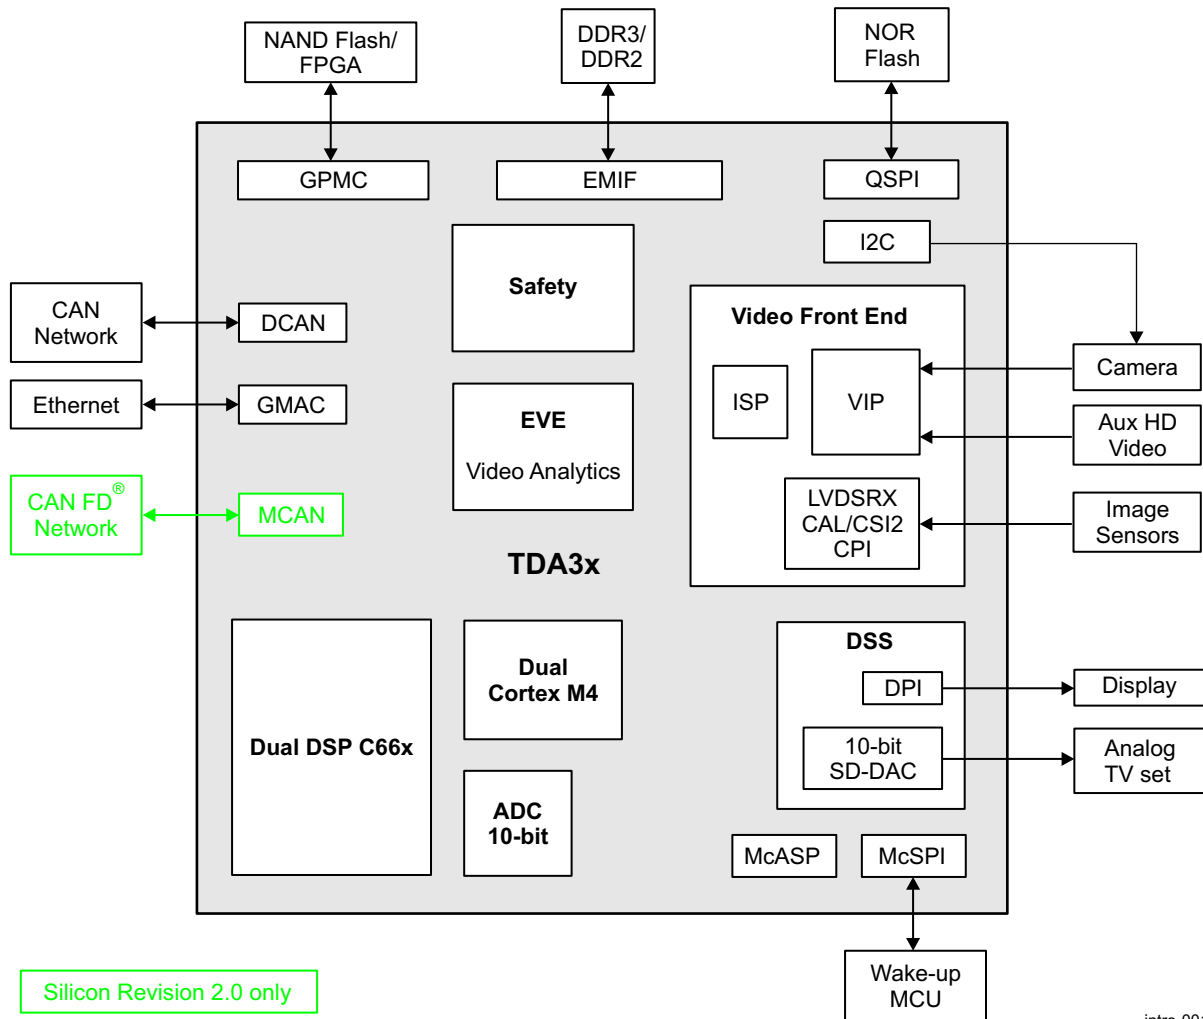 NAND Flash/
FPGA
DDR3/
DDR2
NOR
Flash
GPMC
EMIF
QSPI
I2C
Safety
CAN
Network
DCAN
Video Front End
Camera
ISP
VIP
Ethernet
GMAC
EVE
Video Analytics
Aux HD
Video
CAN FD®
Network
MCAN
LVDSRX
CAL/CSI2
CPI
Image
Sensors
TDA3x
Dual DSP C66x
Dual
Cortex M4
DSS
DPI
Display
10-bit
SD-DAC
Analog
TV set
ADC
10-bit
McASP
McSPI
Wake-up
MCU
Silicon Revision 2.0 only